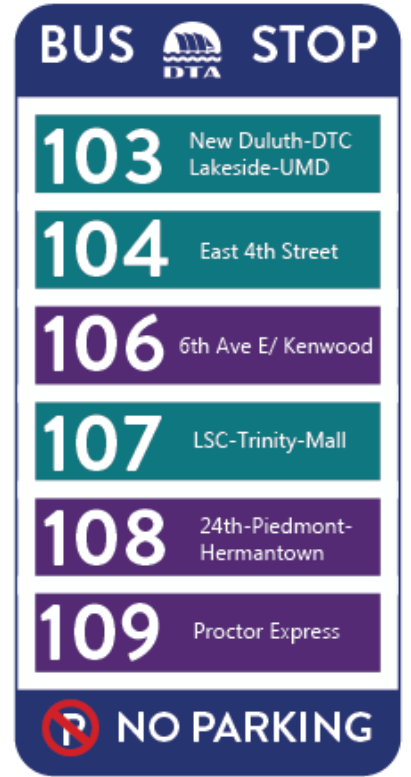 BUS DTA STOP
103 New Duluth-DTC
Lakeside-UMD
104 East 4th Street
106 6th Ave E/ Kenwood
107 LSC-Trinity-Mall
108 24th-Piedmont-
Hermantown
109 Proctor Express
P NO PARKING